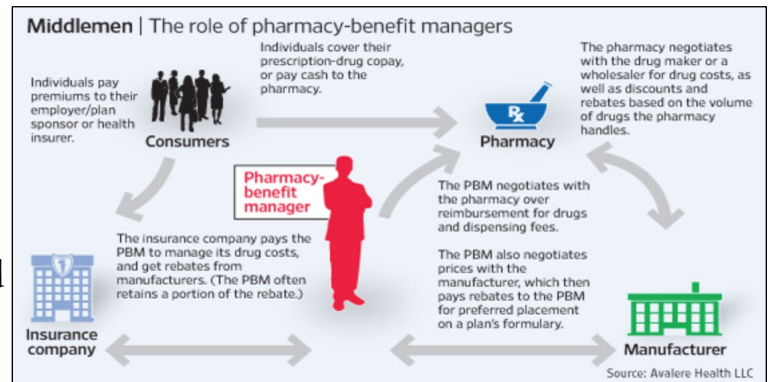 Middlemen | The role of pharmacy-benefit managers
Individuals pay
premiums to their
employer/plan
sponsor or health
insurer.
Consumers
Individuals cover their
prescription-drug copay,
or pay cash to the
pharmacy.
Rx
Pharmacy
The pharmacy negotiates
with the drug maker or a
wholesaler for drug costs, as
well as discounts and
rebates based on the volume
of drugs the pharmacy
handles.
Pharmacy-
benefit
manager
The PBM negotiates with
the pharmacy over
reimbursement for drugs
and dispensing fees.
The insurance company pays the
PBM to manage its drug costs,
and get rebates from
manufacturers. (The PBM often
retains a portion of the rebate.)
The PBM also negotiates
prices with the
manufacturer, which then
pays rebates to the PBM
for preferred placement
on a plan's formulary.
Insurance
company
Manufacturer
Source: Avalere Health LLC